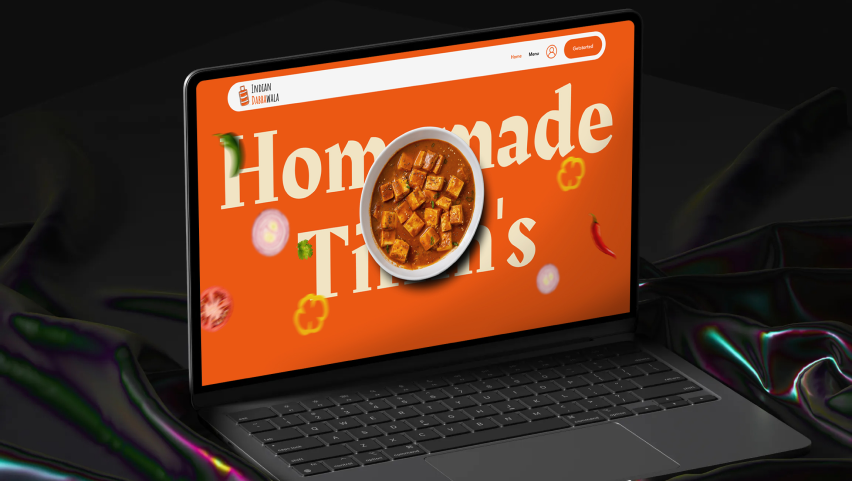 INDIAN
DABBAWALA
Home Menu Get started
Homemade
Tiffin's